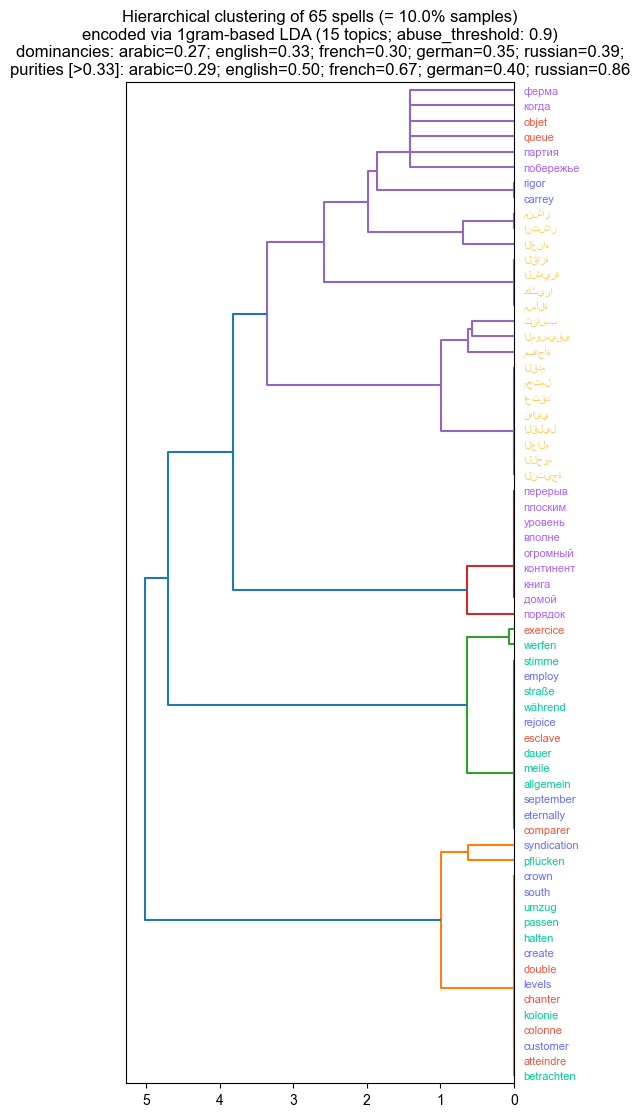 Hierarchical clustering of 65 spells (= 10.0% samples)
encoded via 1gram-based LDA (15 topics; abuse_threshold: 0.9)
dominancies: arabic=0.27; english=0.33; french=0.30; german=0.35; russian=0.39;
purities [>0.33]: arabic=0.29; english=0.50; french=0.67; german=0.40; russian=0.86
ферма
когда
objet
queue
партия
побережье
rigor
carrey
منشار
انتشار
الغناء
القارة
الشهيرة
كثيرا
مسألة
تناسب
الموسيقى
مفاجأة
القدم
محتمل
اعتقد
القليل
العالم
النتيجة
перерыв
плоским
уровень
вполне
огромный
континент
книга
домой
порядок
exercice
werfen
stimme
employ
straße
während
rejoice
esclave
dauer
meile
allgemein
september
eternally
comparer
syndication
pflücken
crown
south
umzug
passen
halten
create
double
levels
chanter
kolonie
colonne
customer
atteindre
betrachten
5 4 3 2 1 0